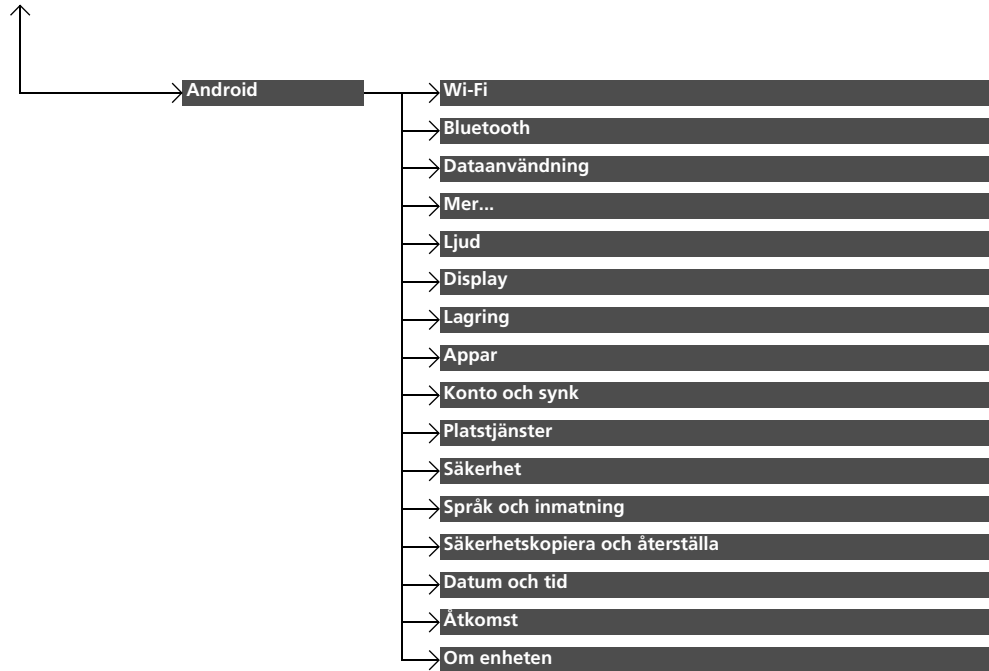 Android
Wi-Fi
Bluetooth
Dataanvändning
Mer...
Ljud
Display
Lagring
Appar
Konto och synk
Platstjänster
Säkerhet
Språk och inmatning
Säkerhetskopiera och återställa
Datum och tid
Åtkomst
Om enheten